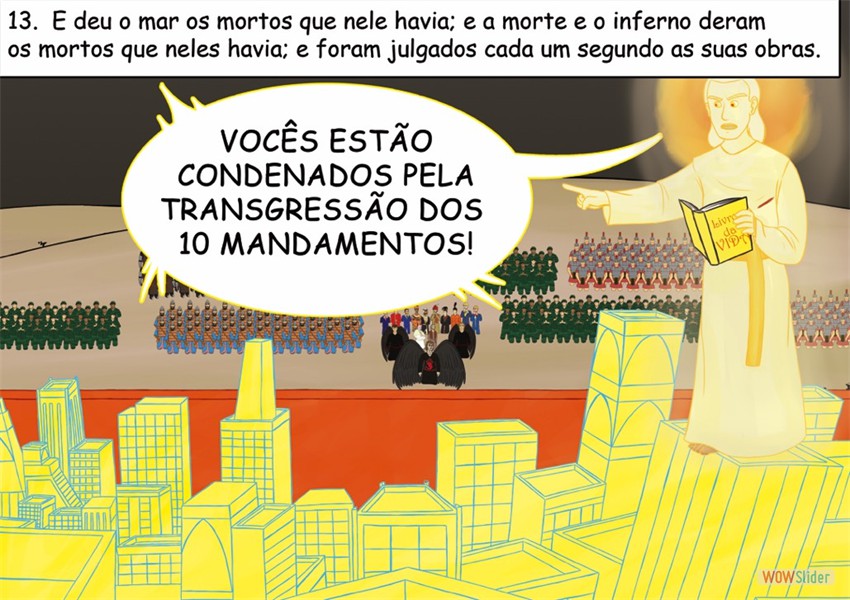 13. E deu o mar os mortos que nele havia; e a morte e o inferno deram
os mortos que neles havia; e foram julgados cada um segundo as suas obras.
VOCÊS ESTÃO
CONDENADOS PELA
TRANSGRESSÃO DOS
10 MANDAMENTOS!
Livro
da
VIDA
WOWSlider